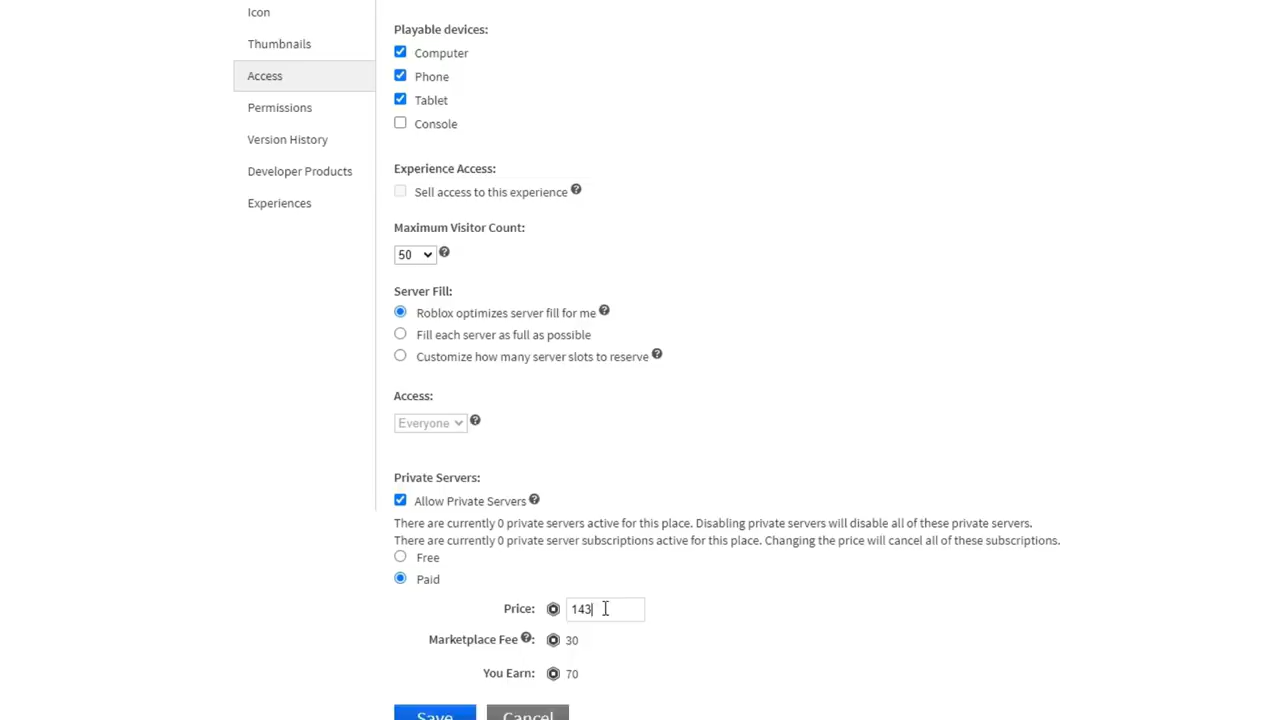 Icon
Thumbnails
Access
Permissions
Version History
Developer Products
Experiences
Playable devices:
Computer
Phone
Tablet
Console
Experience Access:
Sell access to this experience ?
Maximum Visitor Count:
50 ?
Server Fill:
Roblox optimizes server fill for me ?
Fill each server as full as possible
Customize how many server slots to reserve ?
Access:
Everyone ?
Private Servers:
Allow Private Servers ?
There are currently 0 private servers active for this place. Disabling private servers will disable all of these private servers.
There are currently 0 private server subscriptions active for this place. Changing the price will cancel all of these subscriptions.
Free
Paid
Price: 143
Marketplace Fee ?: 30
You Earn: 70
Save Cancel